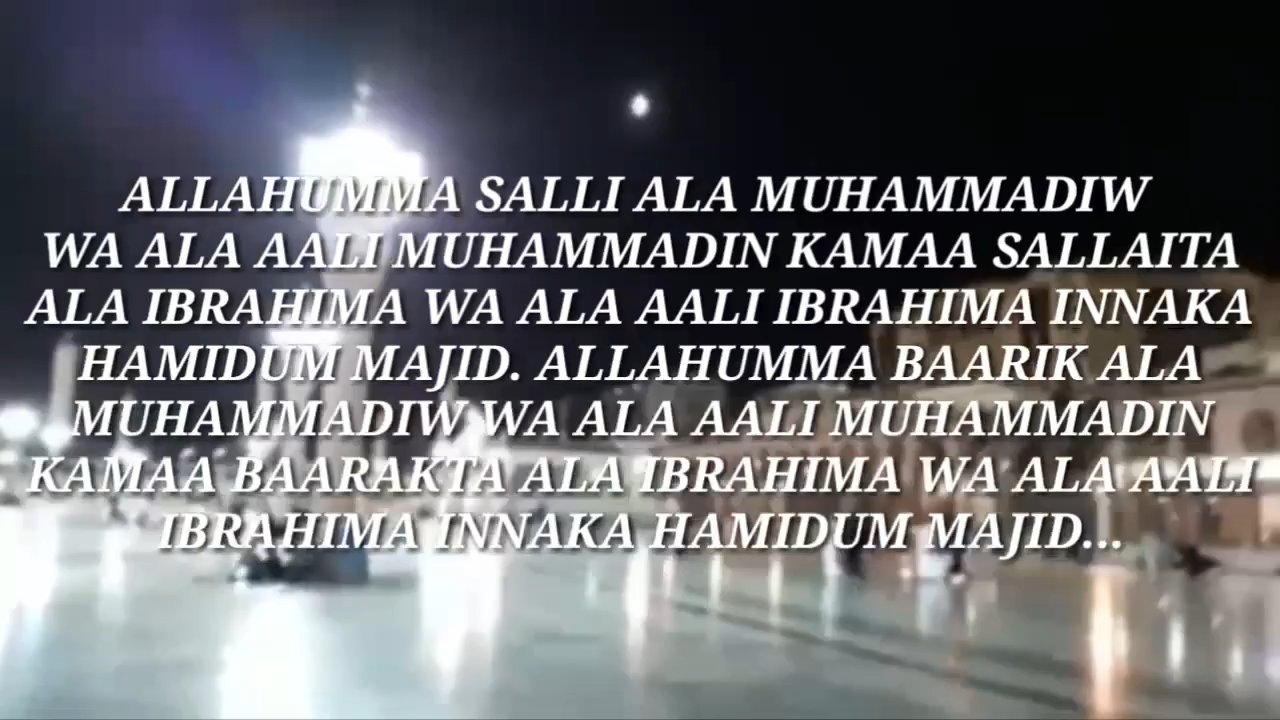 ALLAHUMMA SALLI ALA MUHAMMADIW
WA ALA AALI MUHAMMADIN KAMAA SALLAITA
ALA IBRAHIMA WA ALA AALI IBRAHIMA INNAKA
HAMIDUM MAJID. ALLAHUMMA BAARIK ALA
MUHAMMADIW WA ALA AALI MUHAMMADIN
KAMAA BAARAKTA ALA IBRAHIMA WA ALA AALI
IBRAHIMA INNAKA HAMIDUM MAJID...